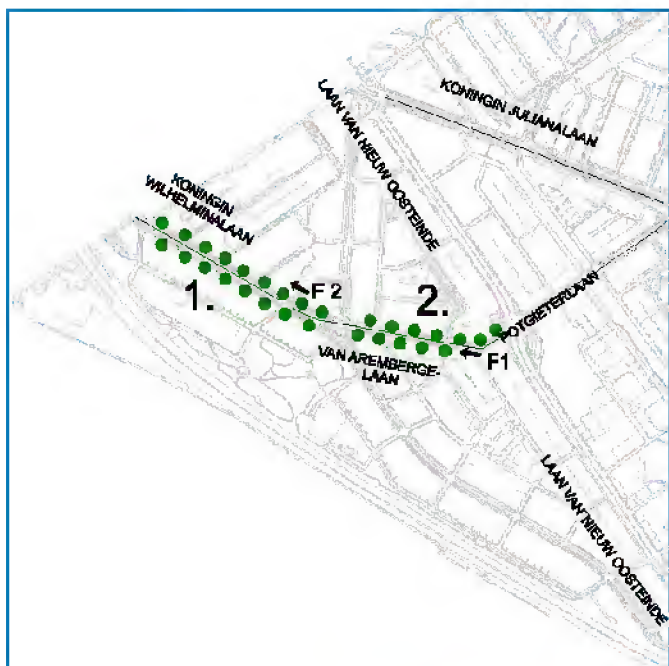 KONINGIN JULIANALAAN
LAAN VAN NIEUW OOSTEINDE
KONINGIN
WILHELMINALAAN
F 2
1.
2.
POTGIETERLAAN
VAN AREMBERGE-
LAAN
F1
LAAN VAN NIEUW OOSTEINDE